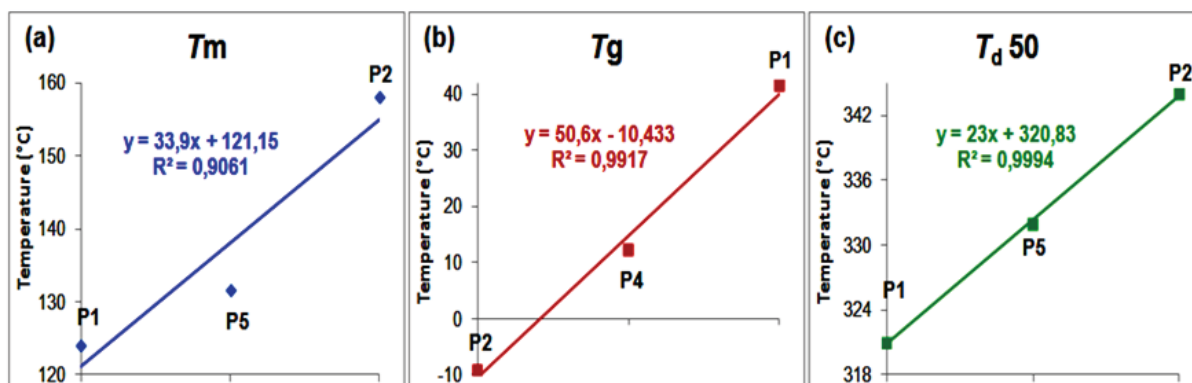 (a)
Tm
Temperature (°C)
160
150
140
130
120
P1
P5
P2
y = 33,9x + 121,15
R² = 0,9061
(b)
Tg
Temperature (°C)
40
30
20
10
0
-10
P2
P4
P1
y = 50,6x - 10,433
R² = 0,9917
(c)
Td 50
Temperature (°C)
342
336
330
324
318
P1
P5
P2
y = 23x + 320,83
R² = 0,9994